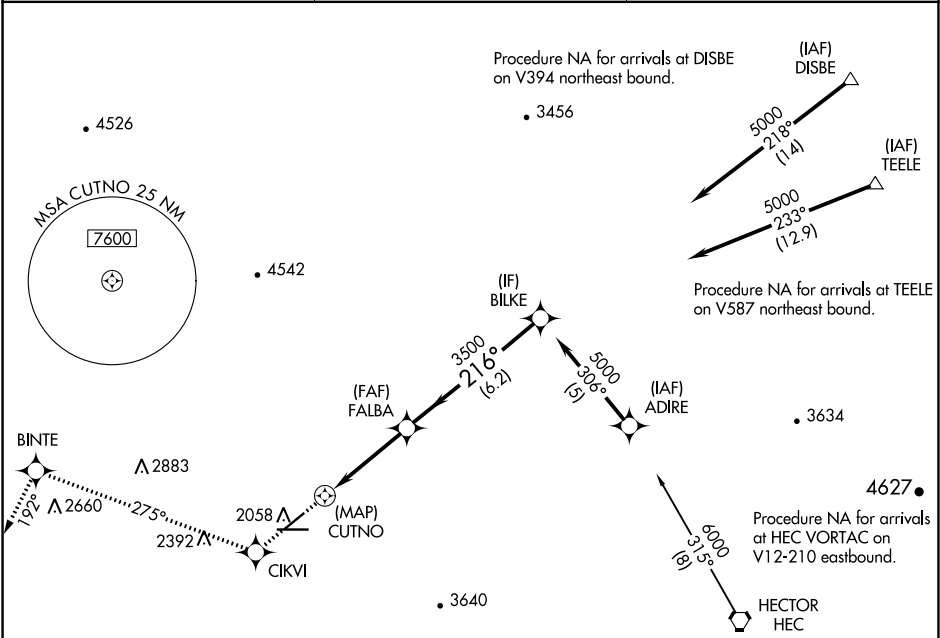 Procedure NA for arrivals at DISBE
on V394 northeast bound.
(IAF)
DISBE
4526
3456
5000
218°
(14)
(IAF)
TEELE
MSA CUTNO 25 NM
7600
5000
233°
(12.9)
4542
(IF)
BILKE
Procedure NA for arrivals at TEELE
on V587 northeast bound.
3500
216°
(6.2)
5000
306°
(5)
(FAF)
FALBA
(IAF)
ADIRE
3634
BINTE
2883
4627
192°
2660
275°
2058
(MAP)
CUTNO
2392
CIKVI
Procedure NA for arrivals
at HEC VORTAC on
V12-210 eastbound.
6000
315°
(8)
3640
HECTOR
HEC